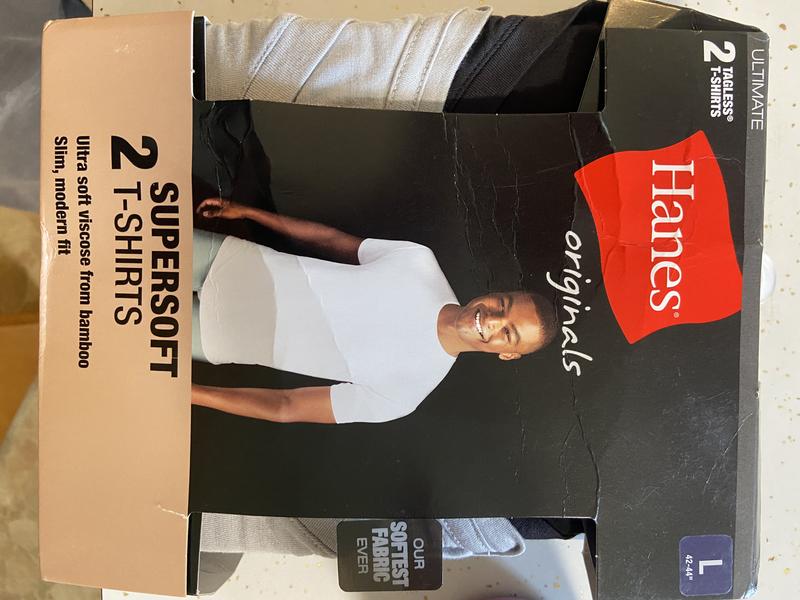 ULTIMATE
2 TAGLESS®
T-SHIRTS
Hanes®
originals
L
42-44"
OUR
SOFTEST
FABRIC
EVER
2 SUPERSOFT
T-SHIRTS
Ultra soft viscose from bamboo
Slim, modern fit